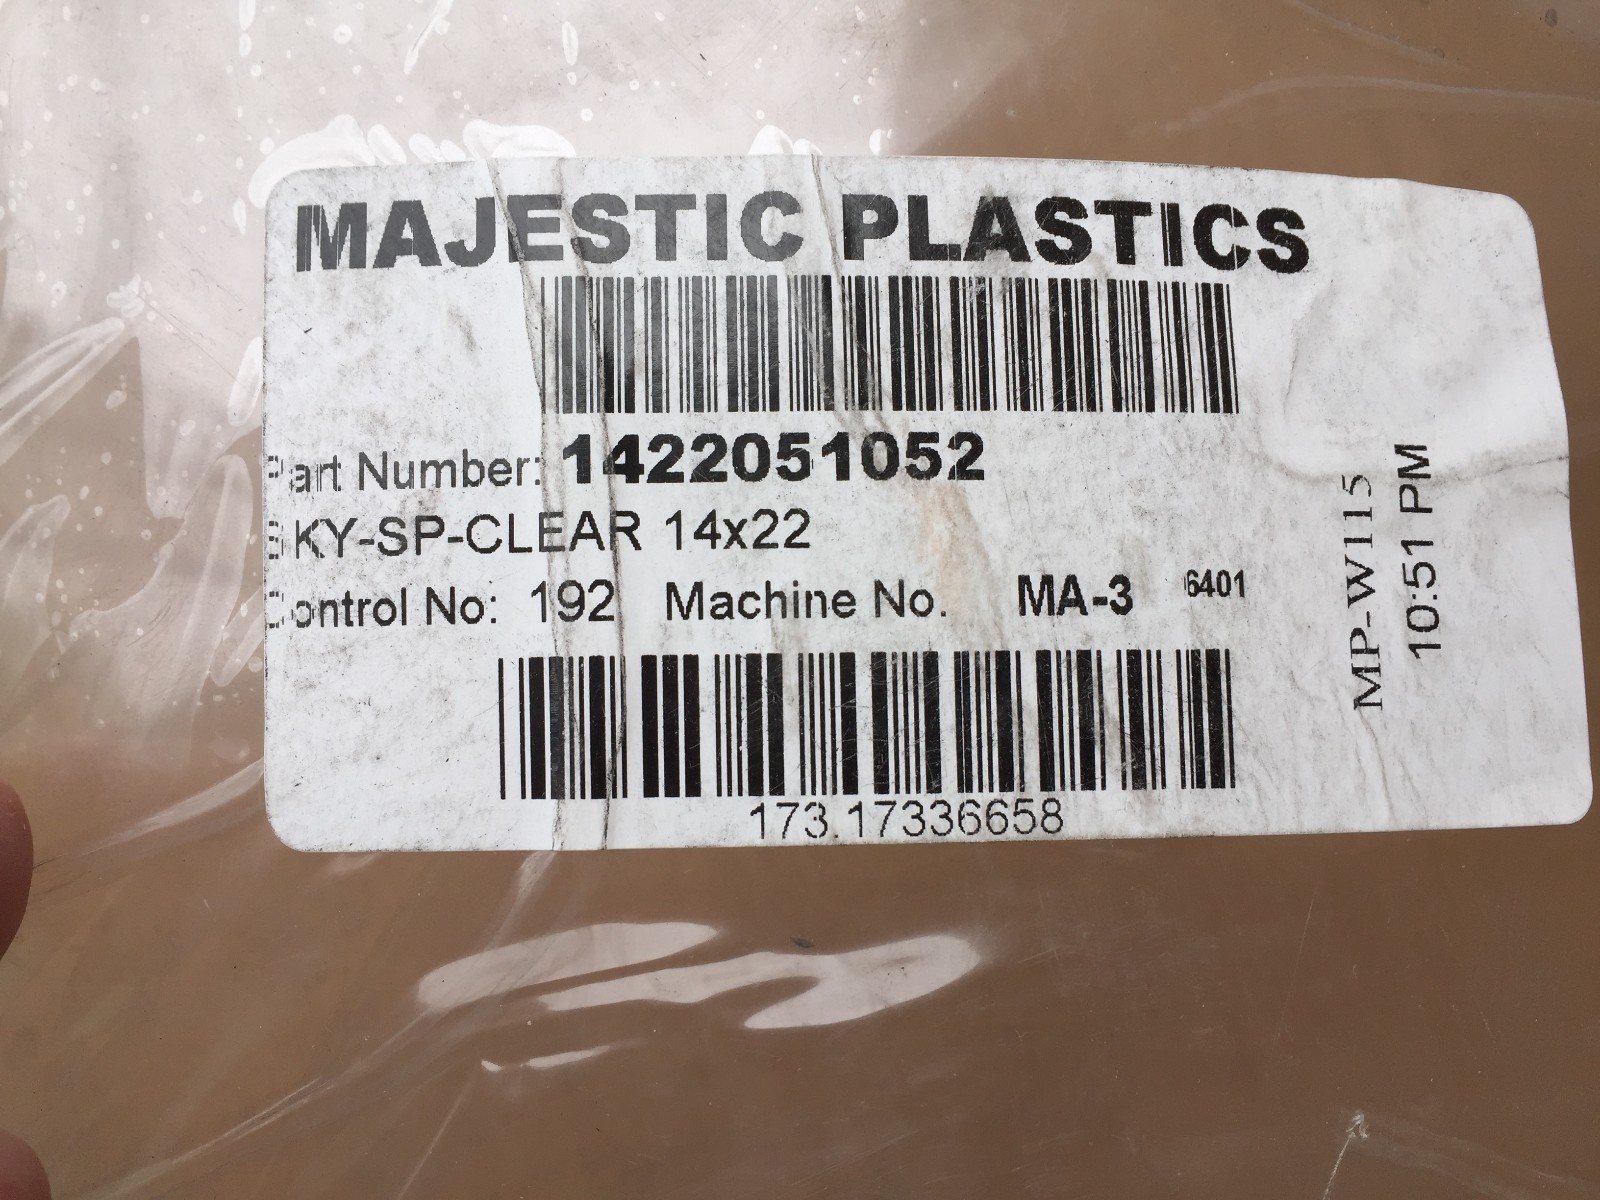 MAJESTIC PLASTICS
Part Number: 1422051052
SKY-SP-CLEAR 14x22
Control No: 192 Machine No. MA-3 6401
173.17336658
MP-W115
10:51 PM